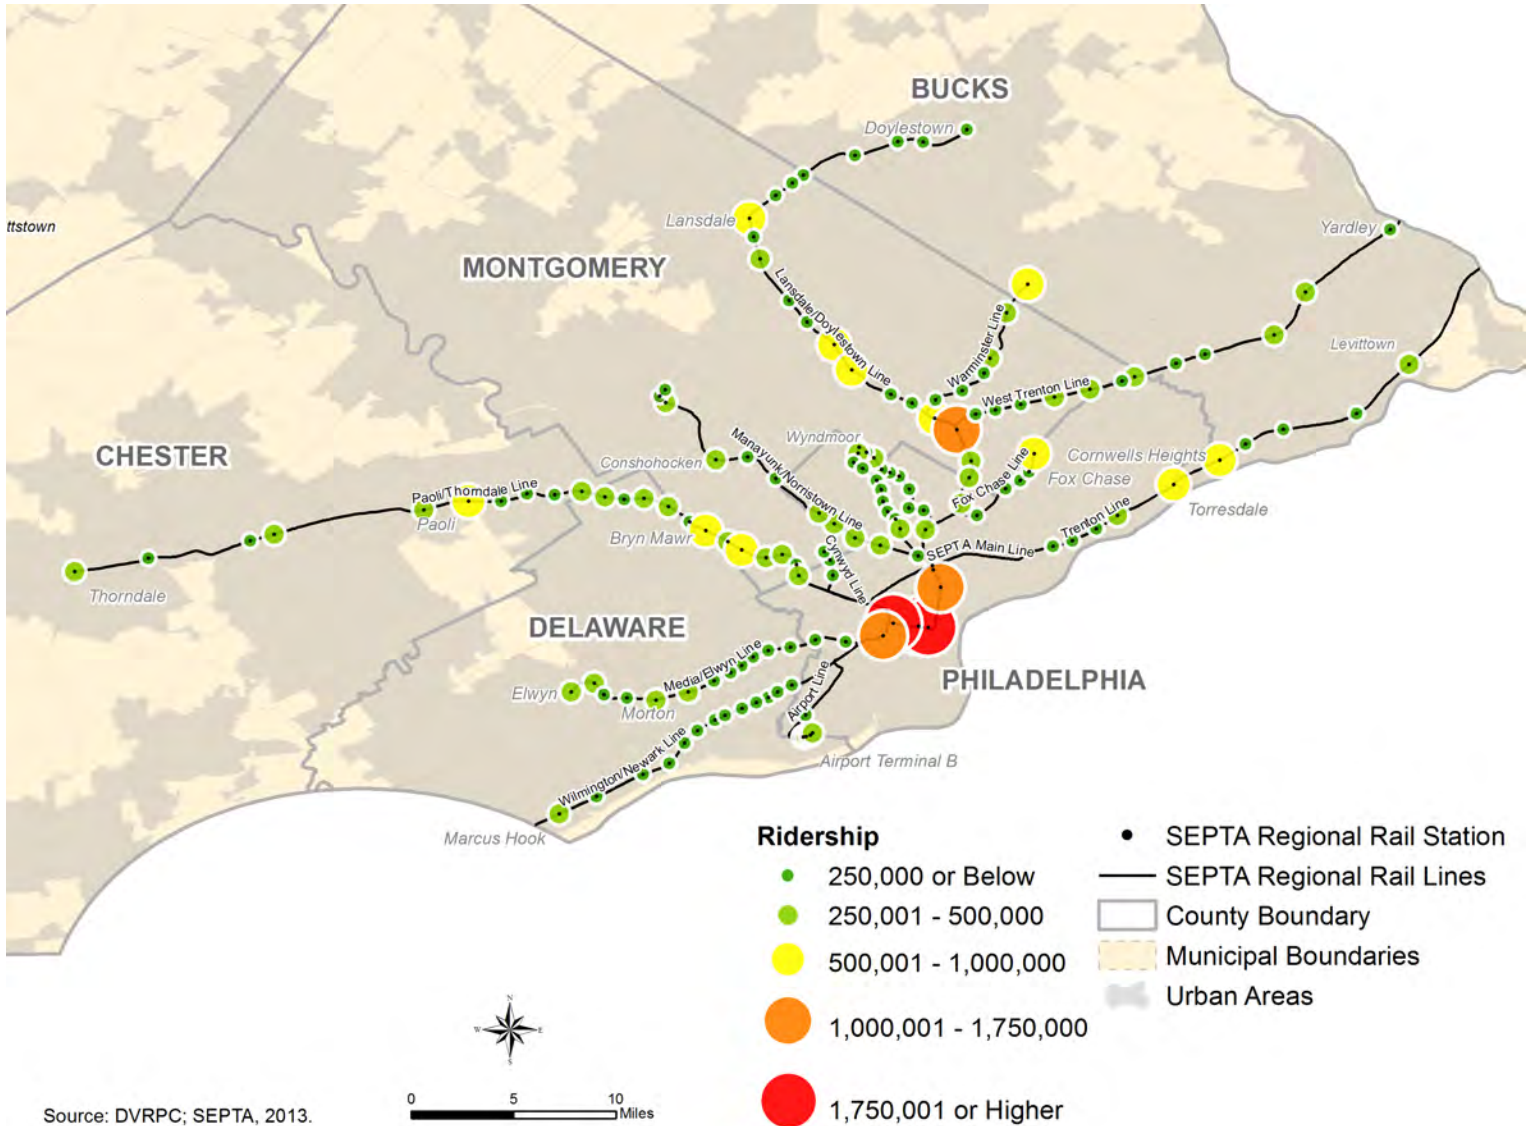 BUCKS
Doylestown
ttstown
Lansdale
Yardley
MONTGOMERY
Lansdale/Doylestown Line
Warminster Line
Levittown
West Trenton Line
Wyndmoor
CHESTER
Conshohocken
Manayunk/Norristown Line
Cornwells Heights
Fox Chase Line
Fox Chase
Paoli/Thorndale Line
Paoli
Torresdale
Bryn Mawr
Trenton Line
SEPTA Main Line
Cynwyd Line
Thorndale
DELAWARE
Media/Elwyn Line
PHILADELPHIA
Elwyn
Morton
Airport Line
Wilmington/Newark Line
Airport Terminal B
Marcus Hook
Ridership
250,000 or Below
250,001 - 500,000
500,001 - 1,000,000
1,000,001 - 1,750,000
1,750,001 or Higher
SEPTA Regional Rail Station
SEPTA Regional Rail Lines
County Boundary
Municipal Boundaries
Urban Areas
N
W
E
S
0
5
10
Miles
Source: DVRPC; SEPTA, 2013.